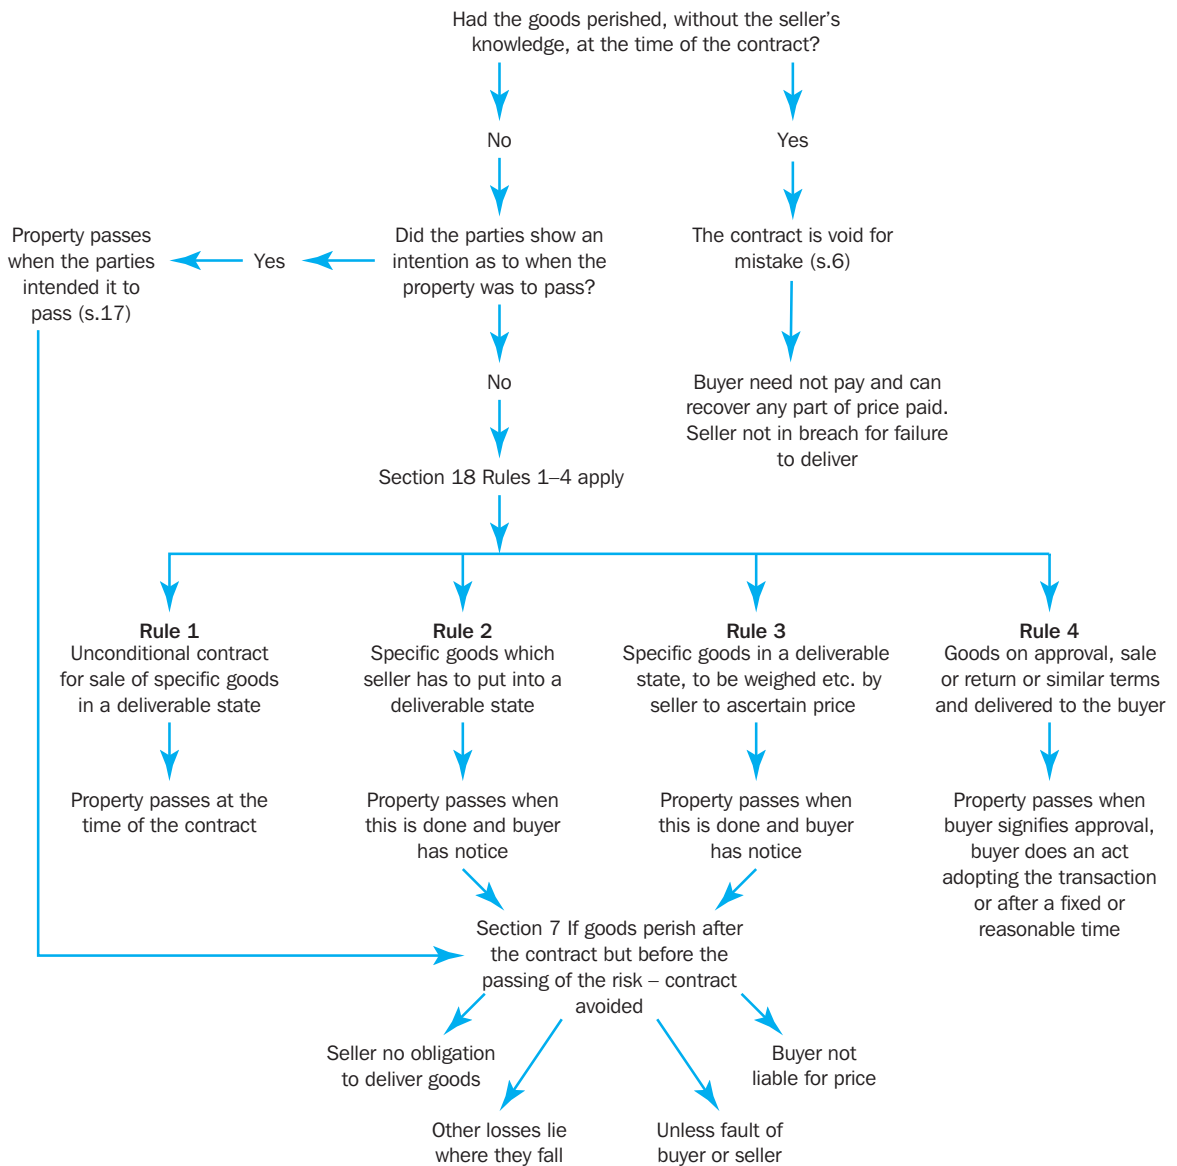 Had the goods perished, without the seller’s
knowledge, at the time of the contract?
No
Yes
Property passes
when the parties
intended it to
pass (s.17)
Yes
Did the parties show an
intention as to when the
property was to pass?
The contract is void for
mistake (s.6)
No
Buyer need not pay and can
recover any part of price paid.
Seller not in breach for failure
to deliver
Section 18 Rules 1–4 apply
Rule 1
Unconditional contract
for sale of specific goods
in a deliverable state
Rule 2
Specific goods which
seller has to put into a
deliverable state
Rule 3
Specific goods in a deliverable
state, to be weighed etc. by
seller to ascertain price
Rule 4
Goods on approval, sale
or return or similar terms
and delivered to the buyer
Property passes at the
time of the contract
Property passes when
this is done and buyer
has notice
Property passes when
this is done and buyer
has notice
Property passes when
buyer signifies approval,
buyer does an act
adopting the transaction
or after a fixed or
reasonable time
Section 7 If goods perish after
the contract but before the
passing of the risk – contract
avoided
Seller no obligation
to deliver goods
Buyer not
liable for price
Other losses lie
where they fall
Unless fault of
buyer or seller